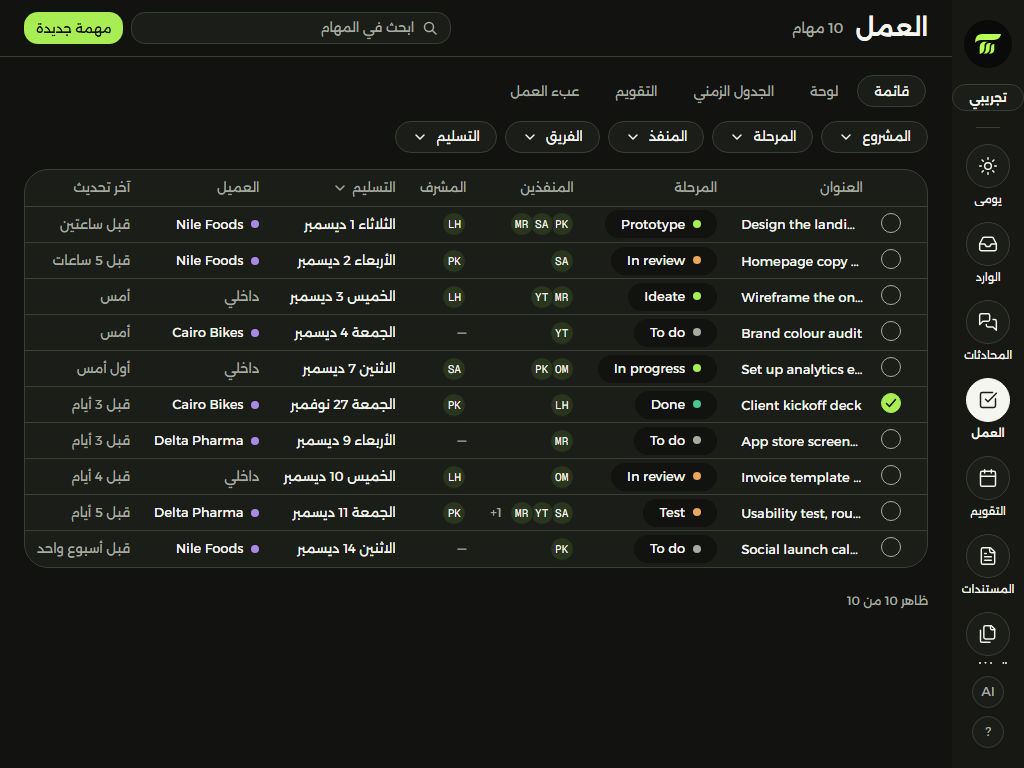 العمل
10 مهام
ابحث في المهام
مهمة جديدة
تجريبي
يومي
الوارد
المحادثات
العمل
التقويم
المستندات
AI
?
قائمة لوحة الجدول الزمني التقويم عبء العمل
المشروع المرحلة المنفذ الفريق التسليم
العنوان المرحلة المنفذين المشرف التسليم العميل آخر تحديث
Design the landi... Prototype MR SA PK LH الثلاثاء 1 ديسمبر Nile Foods قبل ساعتين
Homepage copy ... In review SA PK الأربعاء 2 ديسمبر Nile Foods قبل 5 ساعات
Wireframe the on... Ideate YT MR LH الخميس 3 ديسمبر داخلي أمس
Brand colour audit To do YT — الجمعة 4 ديسمبر Cairo Bikes أمس
Set up analytics e... In progress PK OM SA الاثنين 7 ديسمبر داخلي أول أمس
Client kickoff deck Done LH PK الجمعة 27 نوفمبر Cairo Bikes قبل 3 أيام
App store screen... To do MR — الأربعاء 9 ديسمبر Delta Pharma قبل 3 أيام
Invoice template ... In review OM LH الخميس 10 ديسمبر داخلي قبل 4 أيام
Usability test, rou... Test +1 MR YT SA PK الجمعة 11 ديسمبر Delta Pharma قبل 5 أيام
Social launch cal... To do PK — الاثنين 14 ديسمبر Nile Foods قبل أسبوع واحد
ظاهر 10 من 10